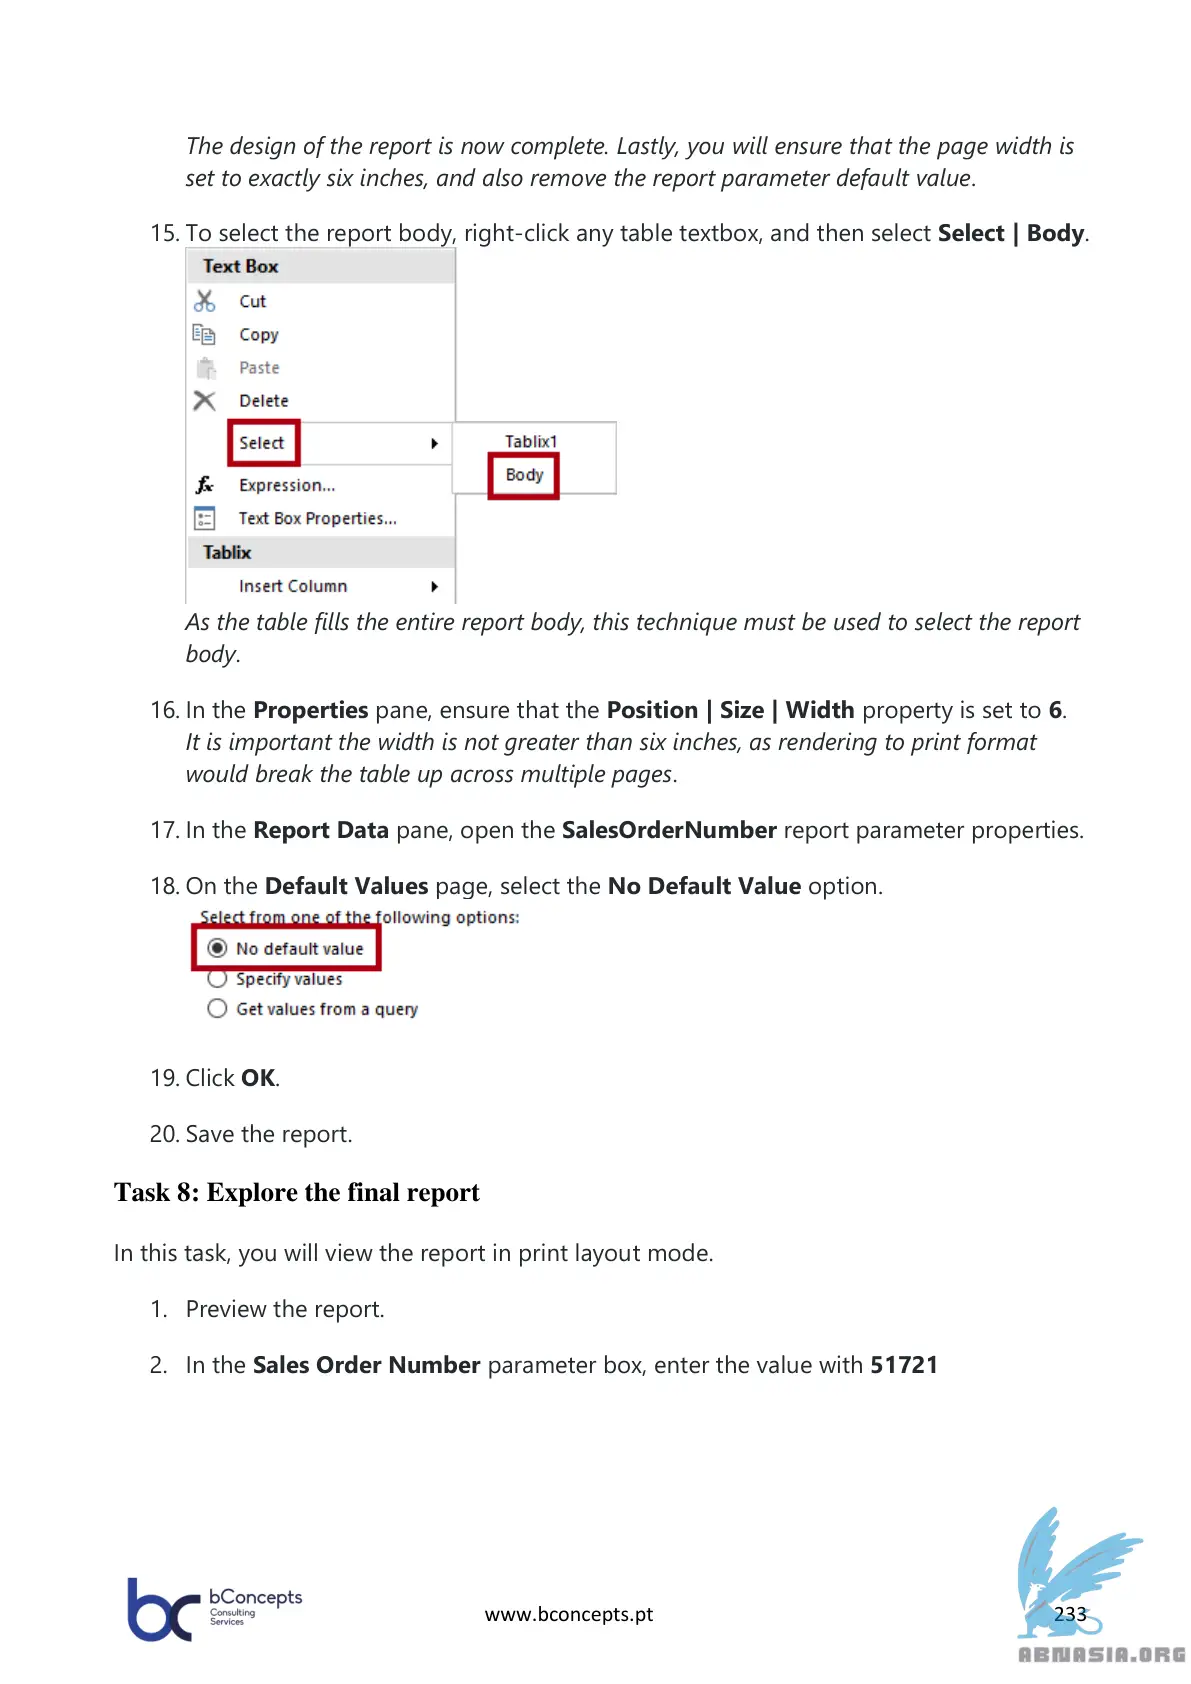 The design of the report is now complete. Lastly, you will ensure that the page width is
set to exactly six inches, and also remove the report parameter default value.
15. To select the report body, right-click any table textbox, and then select Select | Body.
Text Box
Cut
Copy
Paste
Delete
Select
Tablix1
Body
Expression...
Text Box Properties...
Tablix
Insert Column
As the table fills the entire report body, this technique must be used to select the report
body.
16. In the Properties pane, ensure that the Position | Size | Width property is set to 6.
It is important the width is not greater than six inches, as rendering to print format
would break the table up across multiple pages.
17. In the Report Data pane, open the SalesOrderNumber report parameter properties.
18. On the Default Values page, select the No Default Value option.
Select from one of the following options:
No default value
Specify values
Get values from a query
19. Click OK.
20. Save the report.
Task 8: Explore the final report
In this task, you will view the report in print layout mode.
1. Preview the report.
2. In the Sales Order Number parameter box, enter the value with 51721
bc bConcepts
Consulting
Services
www.bconcepts.pt
233
ABNASIA.ORG